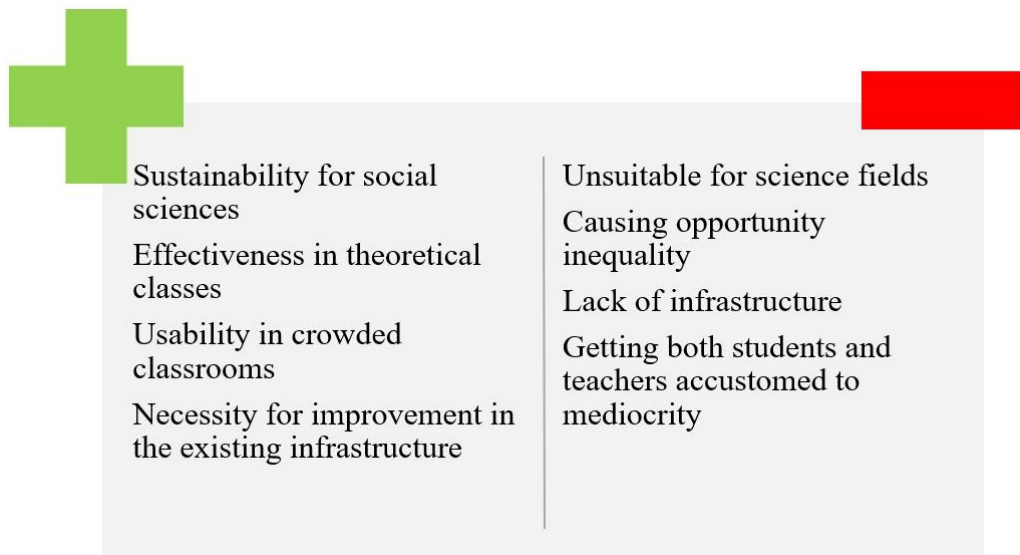 Sustainability for social
sciences
Effectiveness in theoretical
classes
Usability in crowded
classrooms
Necessity for improvement in
the existing infrastructure
Unsuitable for science fields
Causing opportunity
inequality
Lack of infrastructure
Getting both students and
teachers accustomed to
mediocrity